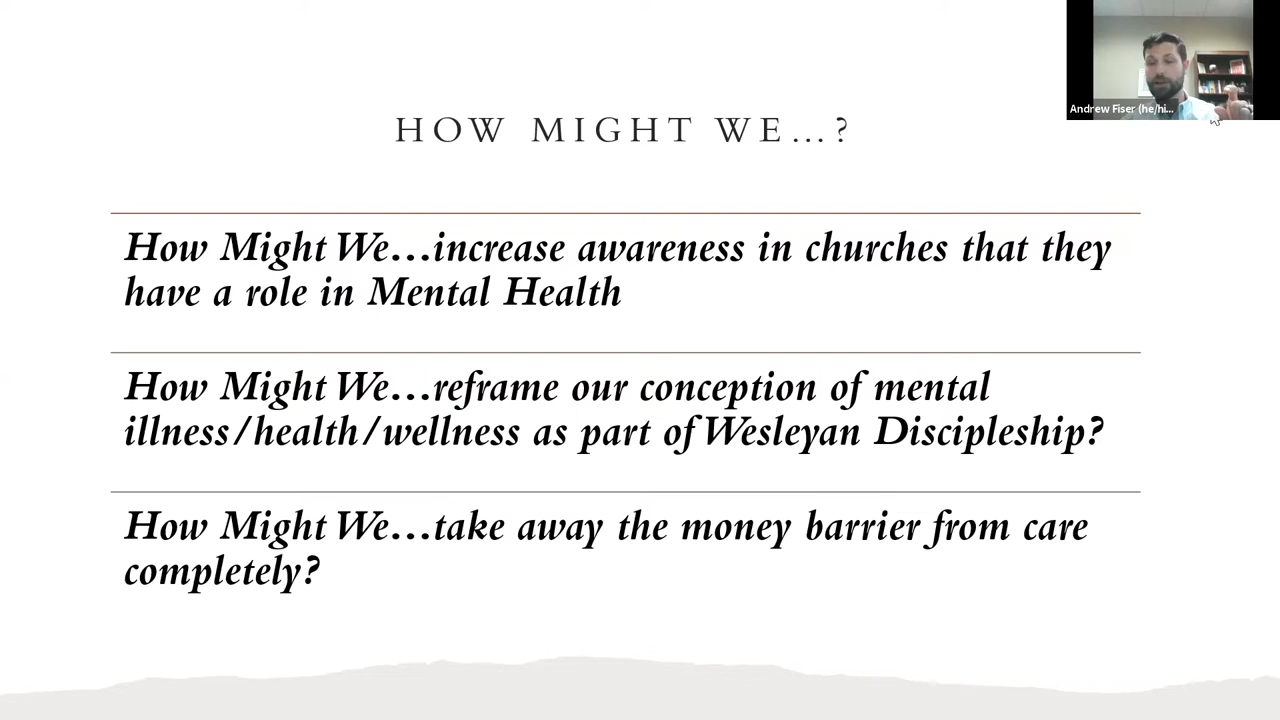 HOW MIGHT WE...?
Andrew Fiser (he/hi...
How Might We...increase awareness in churches that they
have a role in Mental Health
How Might We...reframe our conception of mental
illness/health/wellness as part of Wesleyan Discipleship?
How Might We...take away the money barrier from care
completely?